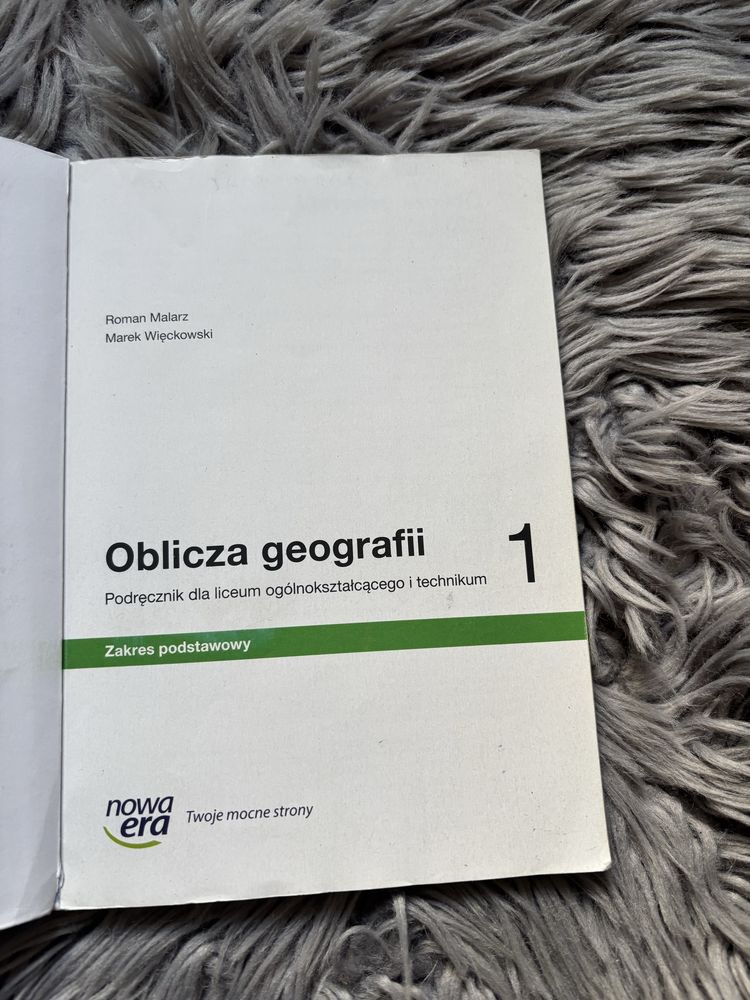 Roman Malarz
Marek Więckowski
Oblicza geografii 1
Podręcznik dla liceum ogólnokształcącego i technikum
Zakres podstawowy
nowa
era
Twoje mocne strony